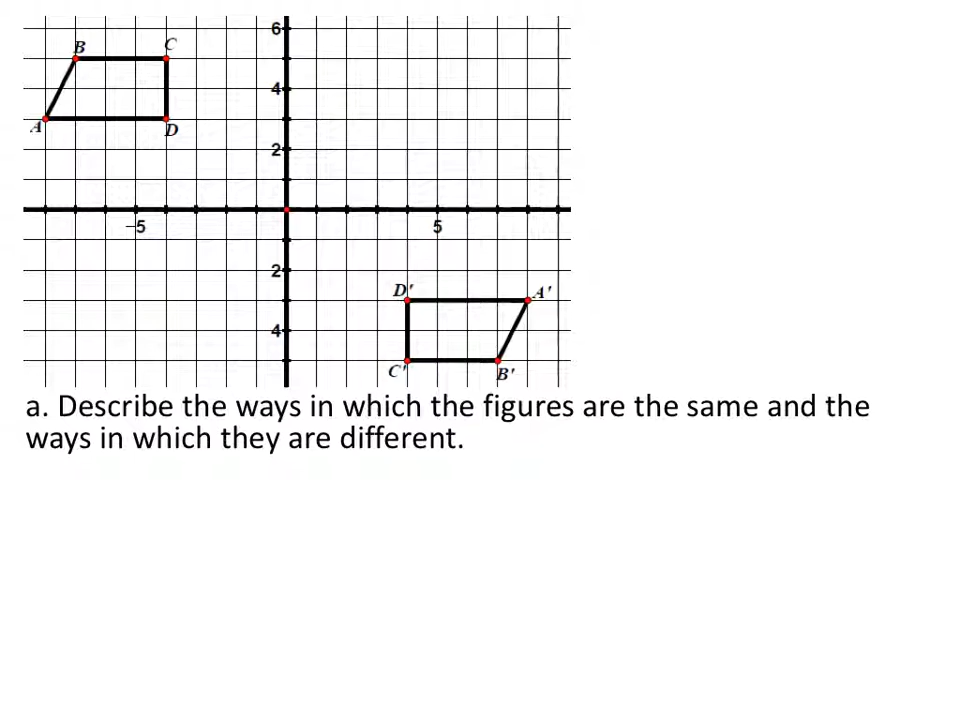 6
B C
4
A D
2
-5 5
2
D' A'
4
C' B'
a. Describe the ways in which the figures are the same and the
ways in which they are different.